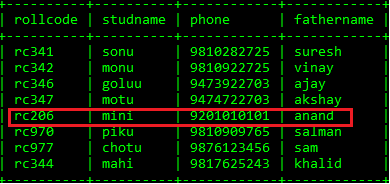 rollcode | studname | phone | fathername
rc341 | sonu | 9810282725 | suresh
rc342 | monu | 9810922725 | vinay
rc346 | goluu | 9473922703 | ajay
rc347 | motu | 9474722703 | akshay
rc206 | mini | 9201010101 | anand
rc970 | piku | 9810909765 | salman
rc977 | chotu | 9876123456 | sam
rc344 | mahi | 9817625243 | khalid